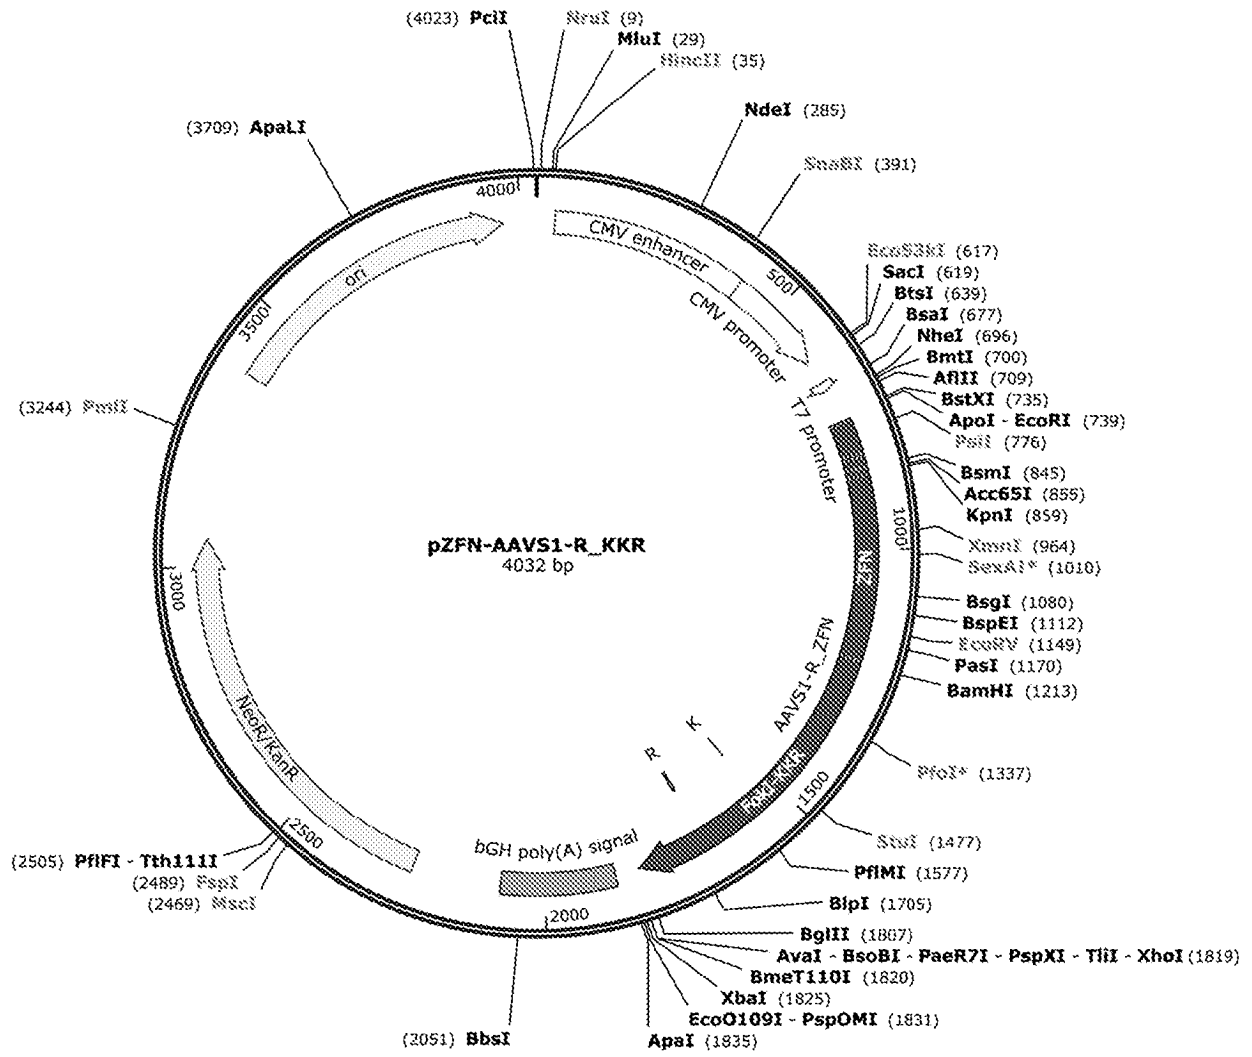 (4023) PciI
NruI (9)
MluI (29)
HincII (35)
(3709) ApaLI
NdeI (285)
SnaBI (391)
4000
CMV enhancer
ori
500
CMV promoter
Eco53kI (617)
SacI (619)
BtsI (639)
BsaI (677)
NheI (696)
BmtI (700)
AflII (709)
BstXI (735)
ApoI - EcoRI (739)
PsiI (776)
3500
(3244) PmlI
T7 promoter
BsmI (845)
Acc65I (855)
KpnI (859)
1000
XmnI (964)
SexAI* (1010)
pZFN-AAVS1-R_KKR
4032 bp
ZFN
3000
BsgI (1080)
BspEI (1112)
EcoRV (1149)
PasI (1170)
BamHI (1213)
AAVS1-R_ZFN
K
R
NeoR/KanR
FokI-KKR
PfoI* (1337)
1500
StuI (1477)
2500
bGH poly(A) signal
(2505) PflFI - Tth111I
(2489) FspI
(2469) MscI
PflMI (1577)
BlpI (1705)
2000
BglII (1807)
AvaI - BsoBI - PaeR7I - PspXI - TliI - XhoI (1819)
BmeT110I (1820)
XbaI (1825)
EcoO109I - PspOMI (1831)
(2051) BbsI
ApaI (1835)